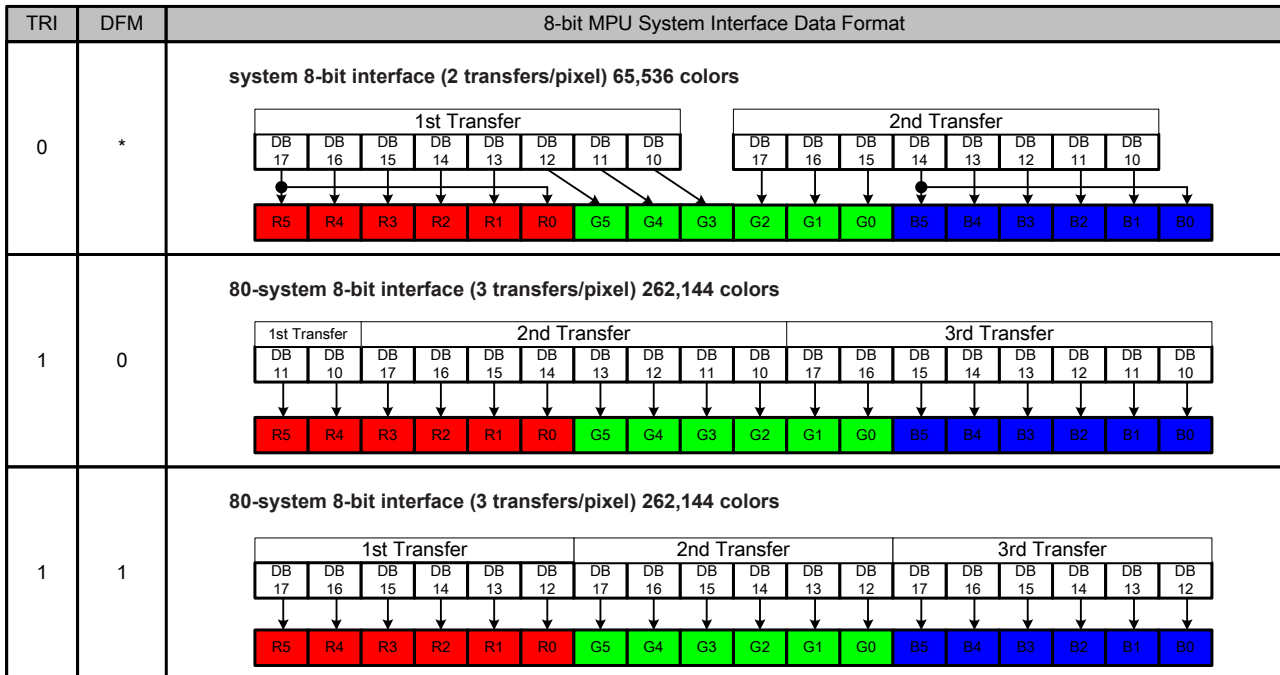 TRI DFM 8-bit MPU System Interface Data Format
system 8-bit interface (2 transfers/pixel) 65,536 colors
1st Transfer 2nd Transfer
DB DB DB DB DB DB DB DB DB DB DB DB DB DB DB DB
17 16 15 14 13 12 11 10 17 16 15 14 13 12 11 10
0 *
R5 R4 R3 R2 R1 R0 G5 G4 G3 G2 G1 G0 B5 B4 B3 B2 B1 B0
80-system 8-bit interface (3 transfers/pixel) 262,144 colors
1st Transfer 2nd Transfer 3rd Transfer
DB DB DB DB DB DB DB DB DB DB DB DB DB DB DB DB DB DB
11 10 17 16 15 14 13 12 11 10 17 16 15 14 13 12 11 10
1 0
R5 R4 R3 R2 R1 R0 G5 G4 G3 G2 G1 G0 B5 B4 B3 B2 B1 B0
80-system 8-bit interface (3 transfers/pixel) 262,144 colors
1st Transfer 2nd Transfer 3rd Transfer
DB DB DB DB DB DB DB DB DB DB DB DB DB DB DB DB DB DB
17 16 15 14 13 12 17 16 15 14 13 12 17 16 15 14 13 12
1 1
R5 R4 R3 R2 R1 R0 G5 G4 G3 G2 G1 G0 B5 B4 B3 B2 B1 B0